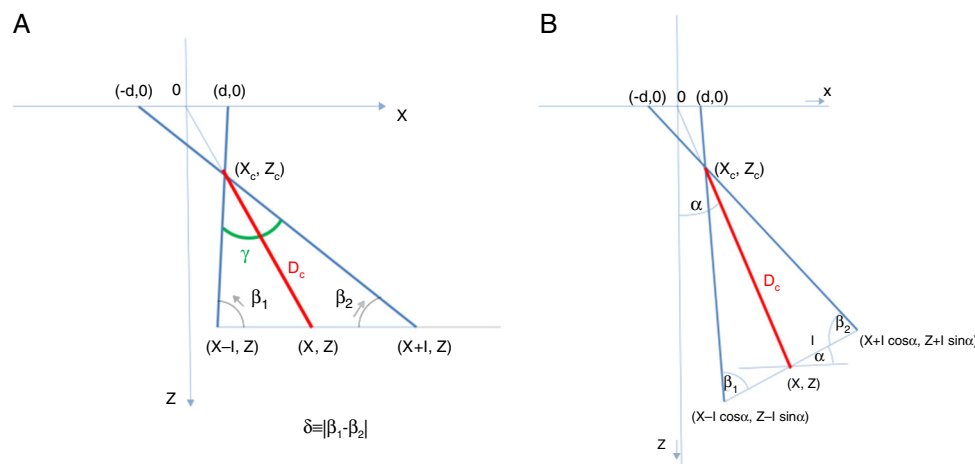 A
(-d,0)
0
(d,0)
X
(Xc, Zc)
γ
Dc
β1
β2
(X–l, Z)
(X, Z)
(X+l, Z)
Z
δ≡|β1-β2|
B
(-d,0)
0
(d,0)
x
(Xc, Zc)
α
Dc
β2
l
α
(X+l cosα, Z+l sinα)
β1
(X, Z)
(X–l cosα, Z–l sinα)
Z